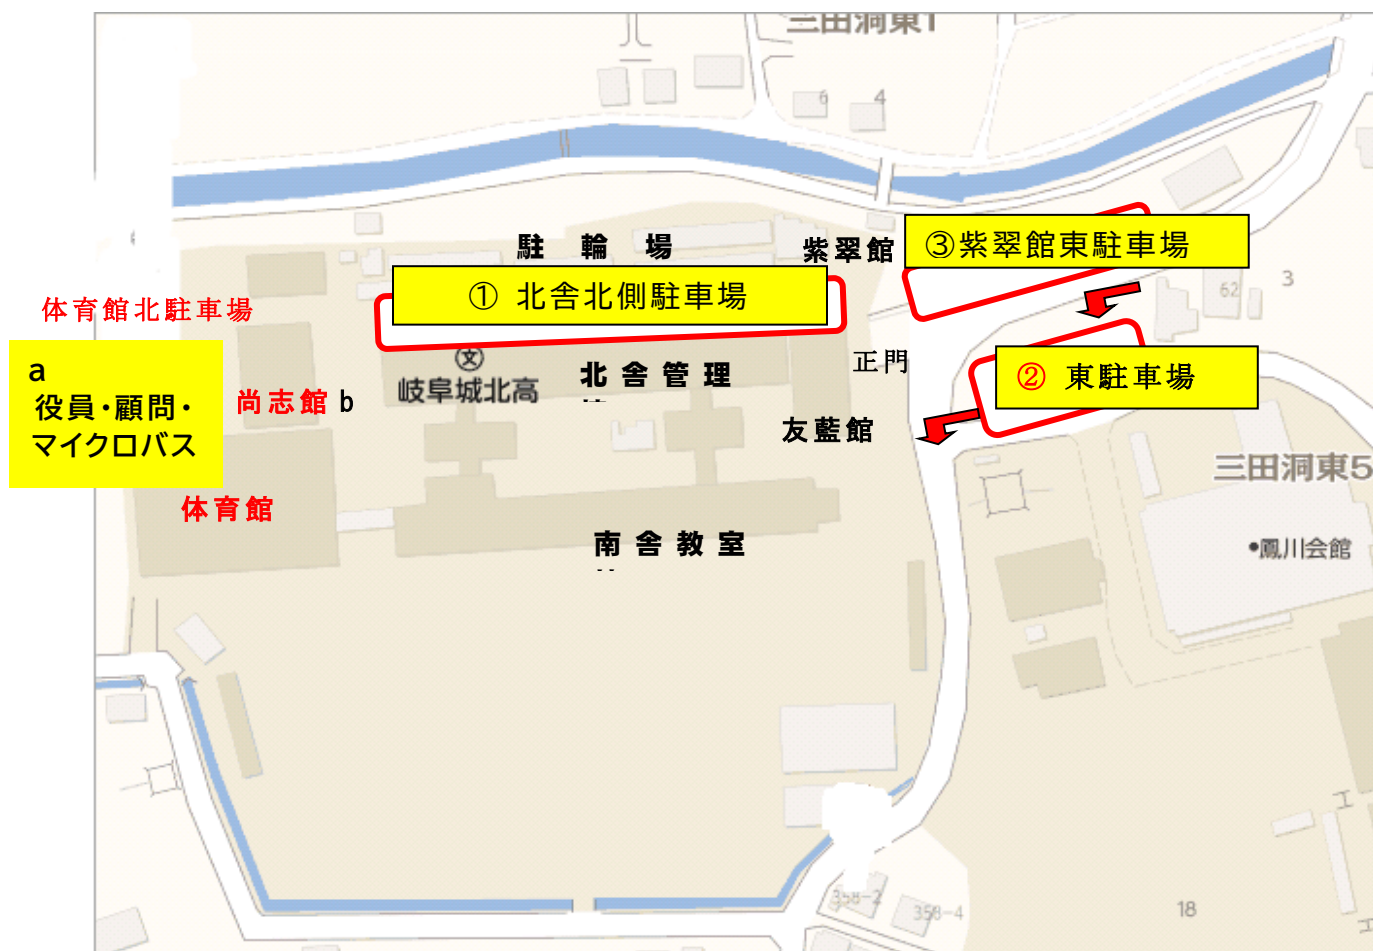 三田洞東1
6
4
駐輪場
紫翠館
③紫翠館東駐車場
① 北舎北側駐車場
体育館北駐車場
62
3
a
役員・顧問・
マイクロバス
尚志館 b
文
岐阜城北高
北舎管理
正門
② 東駐車場
友藍館
三田洞東5
体育館
南舎教室
鳳川会館
358-2
358-4
18